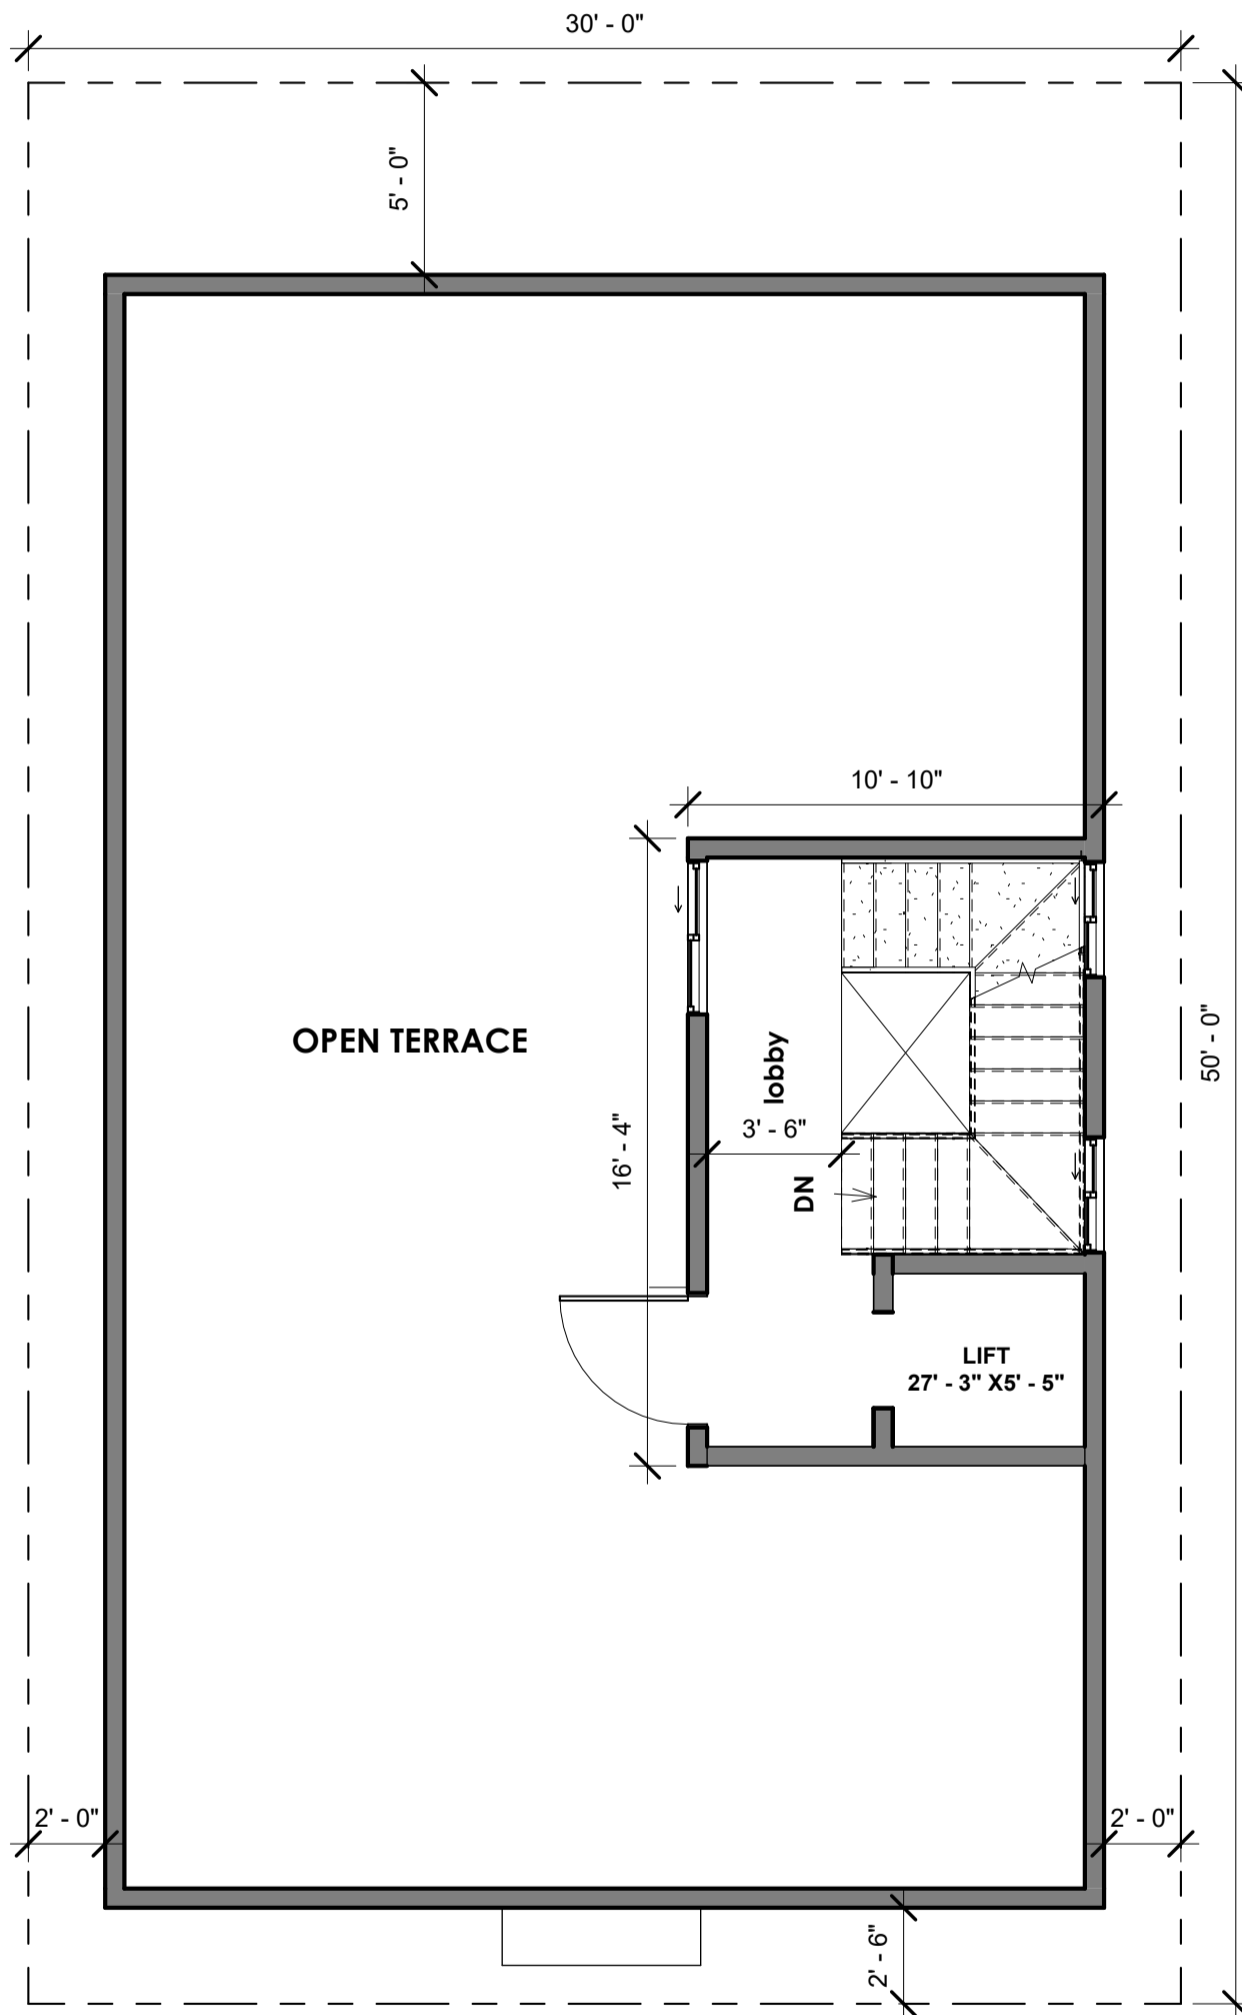 30' - 0"
5' - 0"
10' - 10"
50' - 0"
OPEN TERRACE
lobby
3' - 6"
16' - 4"
DN
LIFT
27' - 3" X5' - 5"
2' - 0"
2' - 0"
2' - 6"